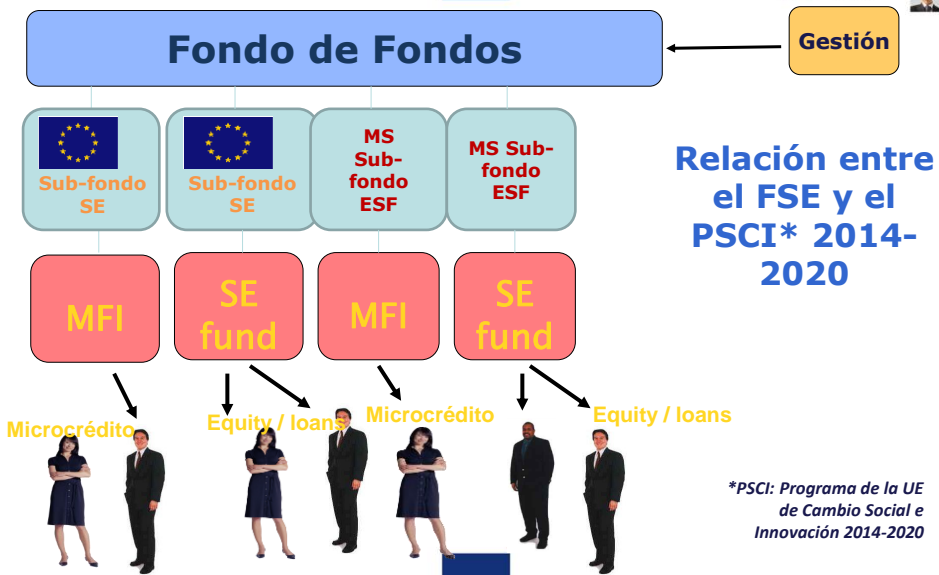 Fondo de Fondos
Gestión
Sub-fondo
SE
Sub-fondo
SE
MS
Sub-
fondo
ESF
MS Sub-
fondo
ESF
Relación entre
el FSE y el
PSCI* 2014-
2020
MFI
SE
fund
MFI
SE
fund
Microcrédito
Equity / loans
Microcrédito
Equity / loans
*PSCI: Programa de la UE
de Cambio Social e
Innovación 2014-2020